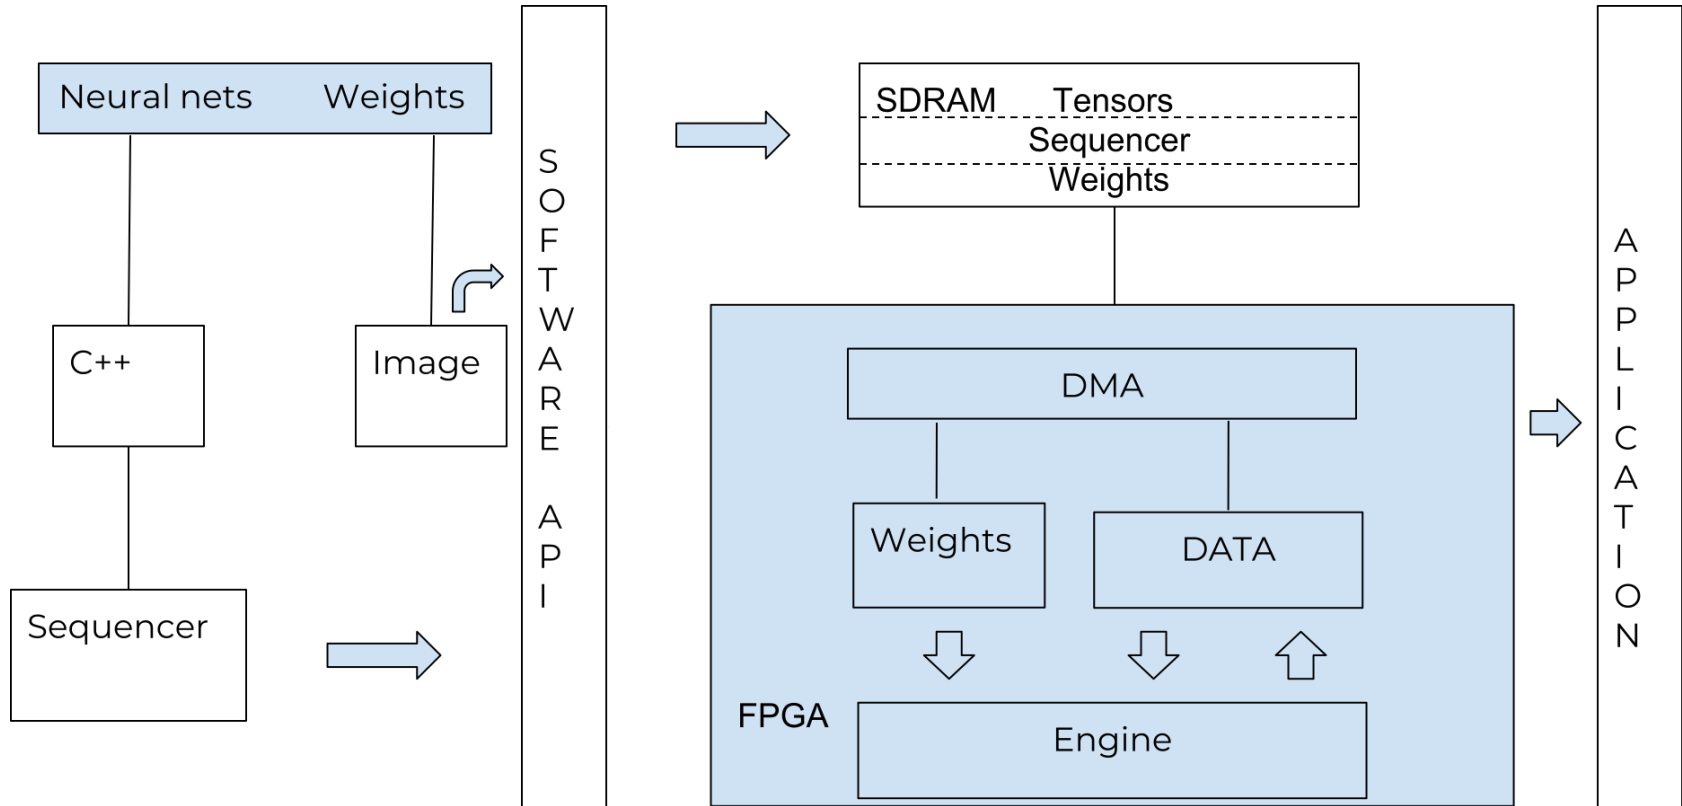 Neural nets Weights
C++
Image
Sequencer
SOFTWARE API
SDRAM Tensors
Sequencer
Weights
DMA
Weights
DATA
FPGA
Engine
APPLICATION